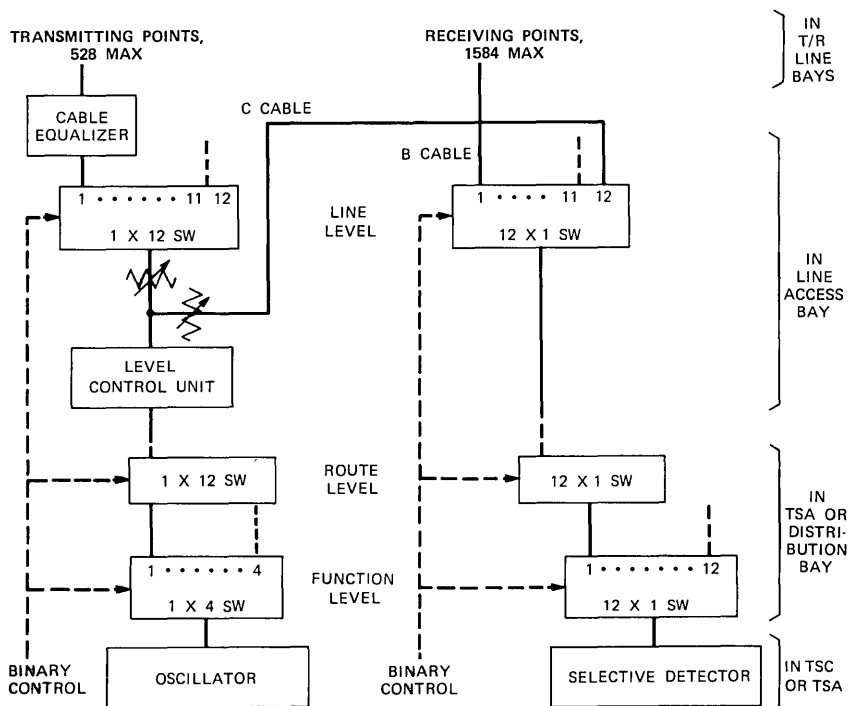 TRANSMITTING POINTS,
528 MAX
RECEIVING POINTS,
1584 MAX
IN
T/R
LINE
BAYS
CABLE
EQUALIZER
C CABLE
B CABLE
1 • • • • • • 11 12
1 X 12 SW
LINE
LEVEL
1 • • • • • 11 12
12 X 1 SW
IN
LINE
ACCESS
BAY
LEVEL
CONTROL UNIT
1 X 12 SW
ROUTE
LEVEL
12 X 1 SW
IN
TSA OR
DISTRI-
BUTION
BAY
1 • • • • • • 4
1 X 4 SW
FUNCTION
LEVEL
1 • • • • • • • 12
12 X 1 SW
BINARY
CONTROL
OSCILLATOR
BINARY
CONTROL
SELECTIVE DETECTOR
IN TSC
OR TSA